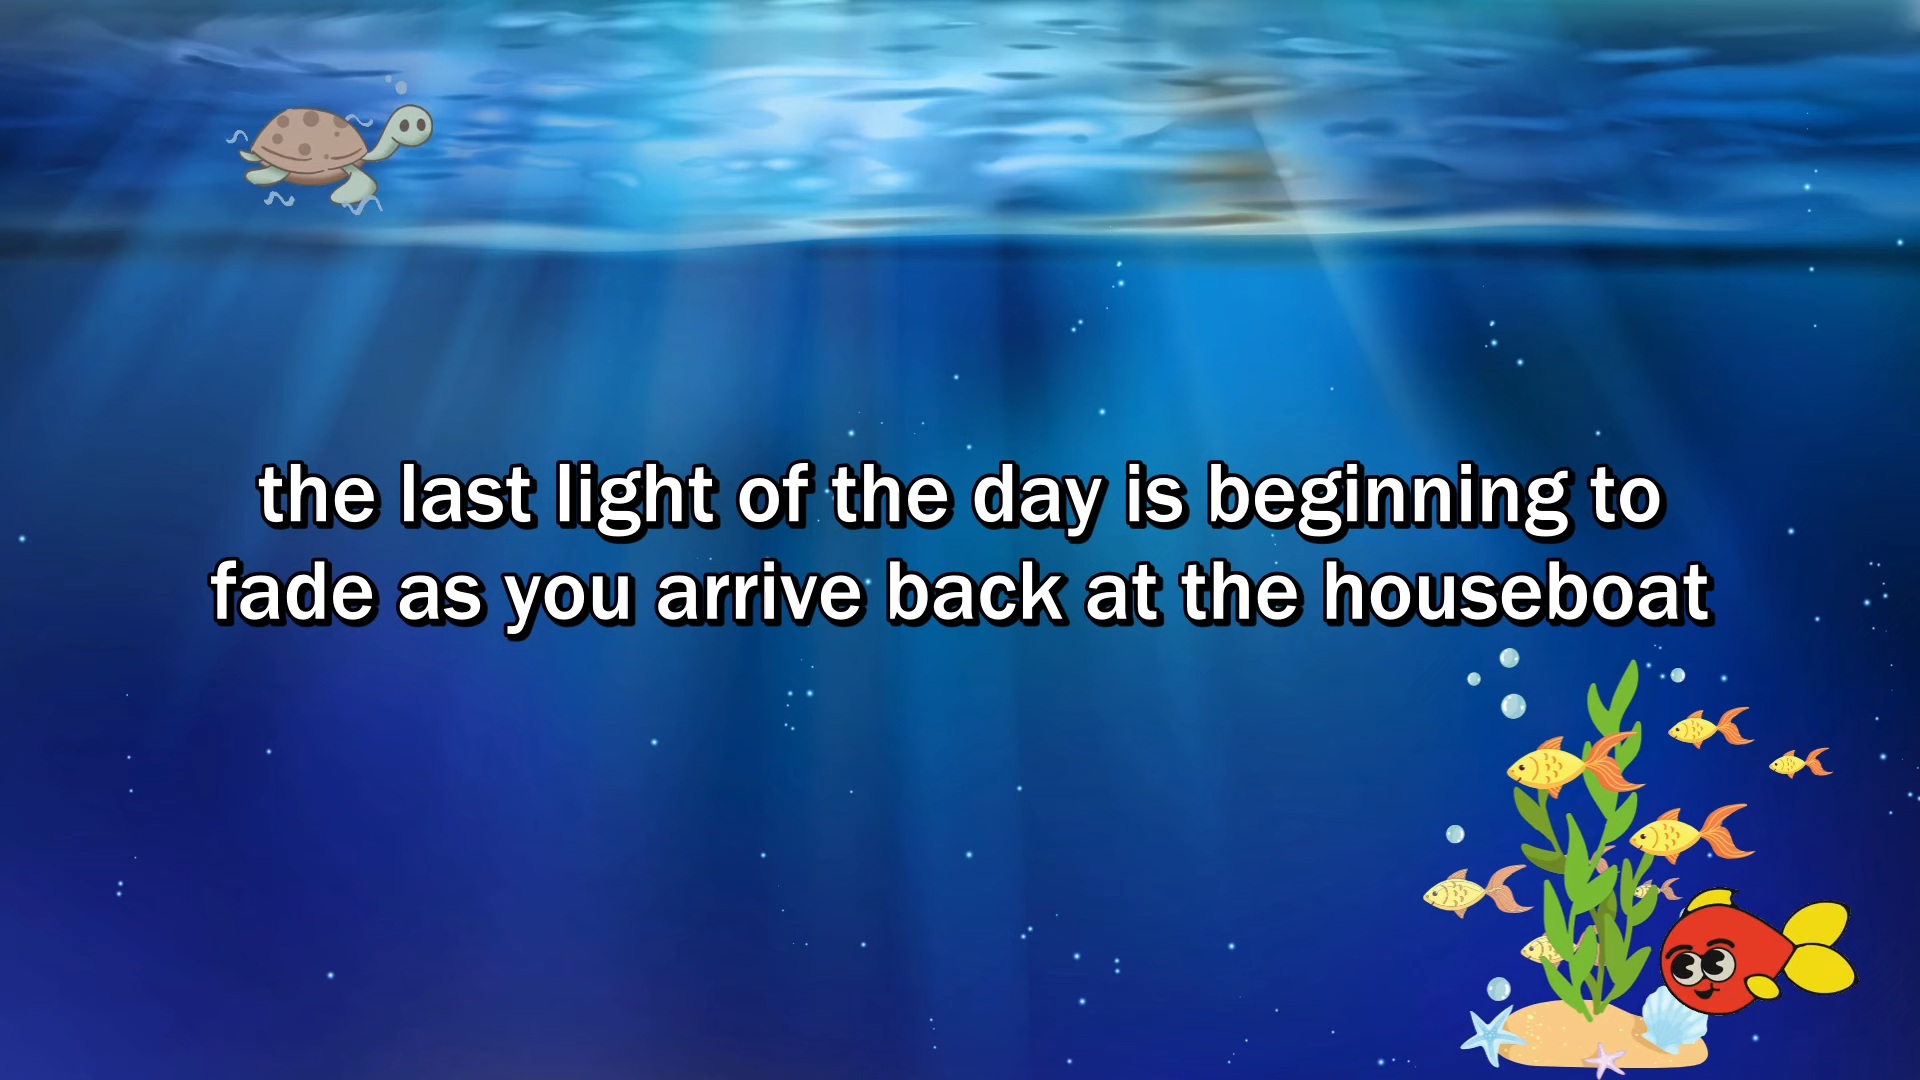 the last light of the day is beginning to
fade as you arrive back at the houseboat